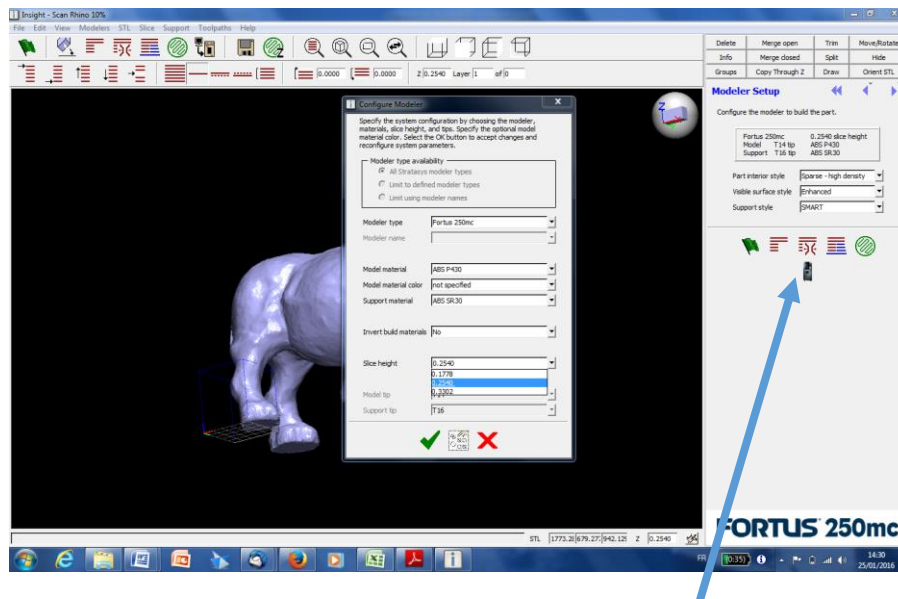 Insight - Scan Rhino 10%
File Edit View Modelers STL Slice Support Toolpaths Help
0.0000 0.0000 Z 0.2540 Layer 1 of 0
Delete Merge open Trim Move/Rotate
Info Merge closed Split Hide
Groups Copy Through Z Draw Orient STL
Modeler Setup
Configure the modeler to build the part.
Fortus 250mc 0.2540 slice height
Model T14 tip ABS P430
Support T16 tip ABS SR30
Part interior style Sparse - high density
Visible surface style Enhanced
Support style SMART
Configure Modeler
Specify the system configuration by choosing the modeler,
materials, slice height, and tips. Specify the optional model
material color. Select the OK button to accept changes and
reconfigure system parameters.
Modeler type availability
All Stratasys modeler types
Limit to defined modeler types
Limit using modeler names
Modeler type Fortus 250mc
Modeler name
Model material ABS P430
Model material color not specified
Support material ABS SR30
Invert build materials No
Slice height 0.2540
0.1778
0.2540
0.3302
Model tip
Support tip T16
Z
FORTUS 250mc
STL 1773.28 679.27 942.129 Z 0.2540
FR (0:35) 14:30
25/01/2016